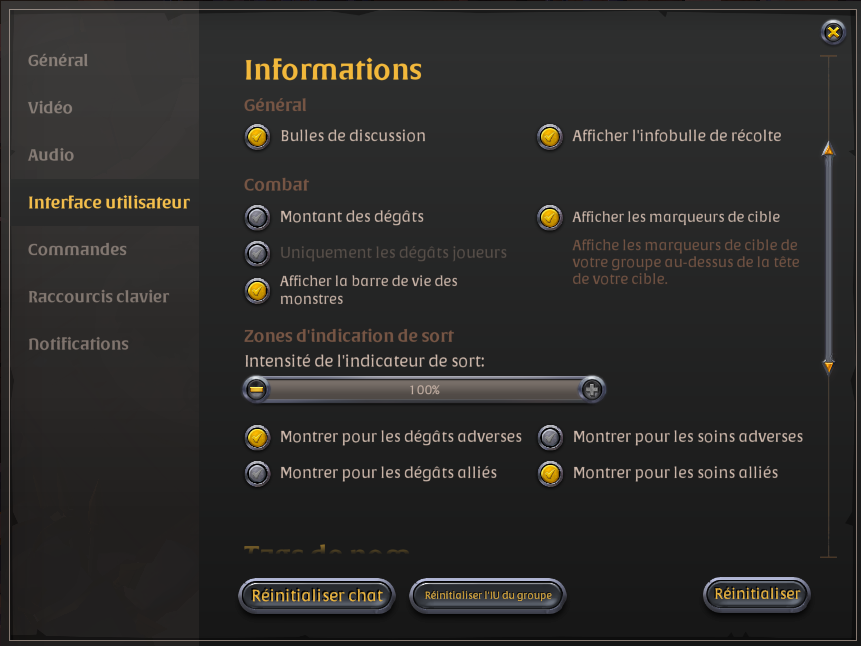 Général
Vidéo
Audio
Interface utilisateur
Commandes
Raccourcis clavier
Notifications
Informations
Général
Bulles de discussion
Afficher l'infobulle de récolte
Combat
Montant des dégâts
Afficher les marqueurs de cible
Uniquement les dégâts joueurs
Affiche les marqueurs de cible de
votre groupe au-dessus de la tête
de votre cible.
Afficher la barre de vie des
monstres
Zones d'indication de sort
Intensité de l'indicateur de sort:
100%
Montrer pour les dégâts adverses
Montrer pour les soins adverses
Montrer pour les dégâts alliés
Montrer pour les soins alliés
Tags de nom
Réinitialiser chat
Réinitialiser l'IU du groupe
Réinitialiser